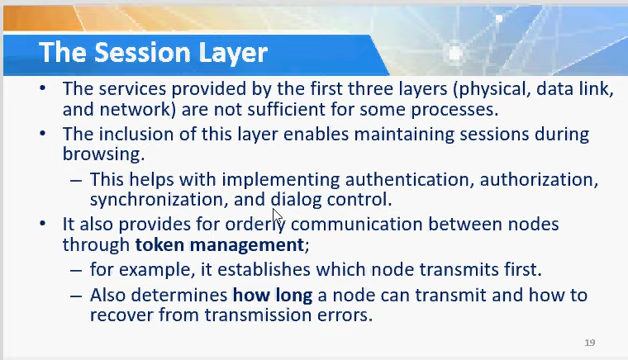 The Session Layer
• The services provided by the first three layers (physical, data link,
and network) are not sufficient for some processes.
• The inclusion of this layer enables maintaining sessions during
browsing.
– This helps with implementing authentication, authorization,
synchronization, and dialog control.
• It also provides for orderly communication between nodes
through token management;
– for example, it establishes which node transmits first.
– Also determines how long a node can transmit and how to
recover from transmission errors.
19